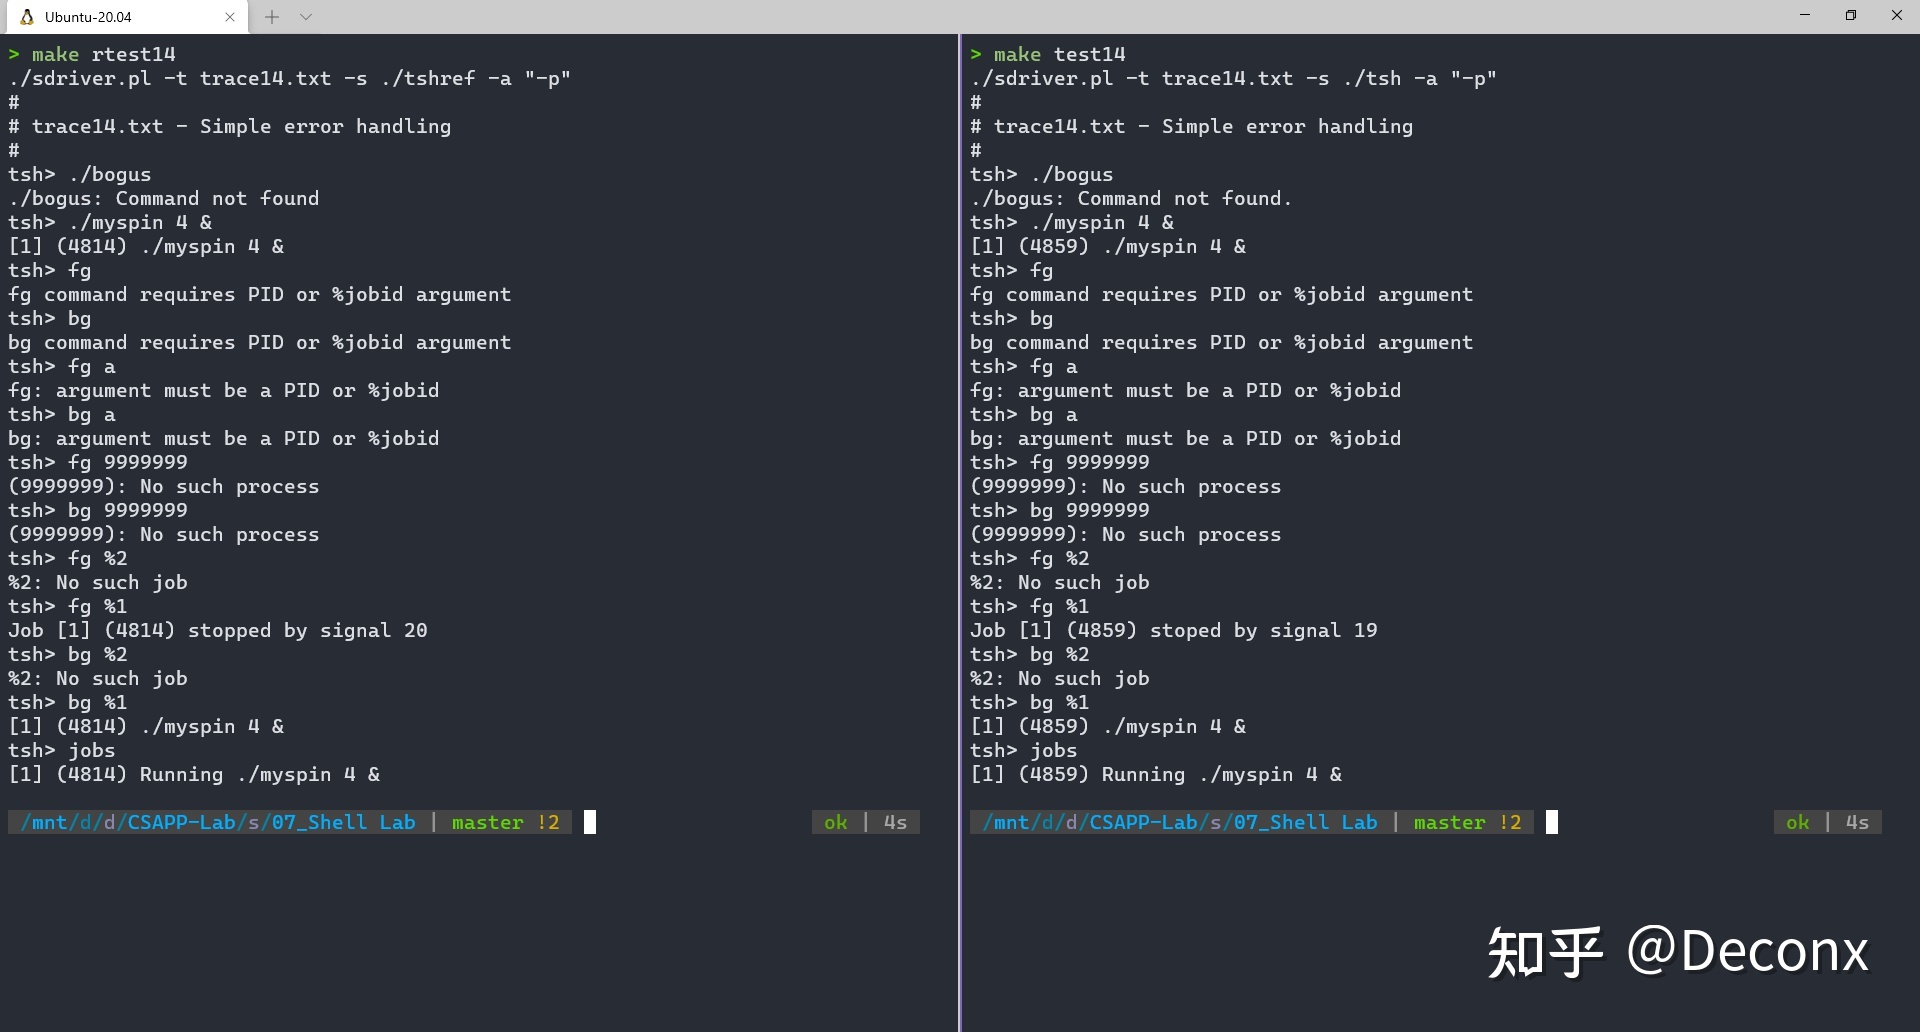 Ubuntu-20.04
> make rtest14
./sdriver.pl -t trace14.txt -s ./tshref -a "-p"
#
# trace14.txt - Simple error handling
#
tsh> ./bogus
./bogus: Command not found
tsh> ./myspin 4 &
[1] (4814) ./myspin 4 &
tsh> fg
fg command requires PID or %jobid argument
tsh> bg
bg command requires PID or %jobid argument
tsh> fg a
fg: argument must be a PID or %jobid
tsh> bg a
bg: argument must be a PID or %jobid
tsh> fg 9999999
(9999999): No such process
tsh> bg 9999999
(9999999): No such process
tsh> fg %2
%2: No such job
tsh> fg %1
Job [1] (4814) stopped by signal 20
tsh> bg %2
%2: No such job
tsh> bg %1
[1] (4814) ./myspin 4 &
tsh> jobs
[1] (4814) Running ./myspin 4 &
/mnt/d/d/CSAPP-Lab/s/07_Shell Lab | master !2 ok | 4s
> make test14
./sdriver.pl -t trace14.txt -s ./tsh -a "-p"
#
# trace14.txt - Simple error handling
#
tsh> ./bogus
./bogus: Command not found.
tsh> ./myspin 4 &
[1] (4859) ./myspin 4 &
tsh> fg
fg command requires PID or %jobid argument
tsh> bg
bg command requires PID or %jobid argument
tsh> fg a
fg: argument must be a PID or %jobid
tsh> bg a
bg: argument must be a PID or %jobid
tsh> fg 9999999
(9999999): No such process
tsh> bg 9999999
(9999999): No such process
tsh> fg %2
%2: No such job
tsh> fg %1
Job [1] (4859) stoped by signal 19
tsh> bg %2
%2: No such job
tsh> bg %1
[1] (4859) ./myspin 4 &
tsh> jobs
[1] (4859) Running ./myspin 4 &
/mnt/d/d/CSAPP-Lab/s/07_Shell Lab | master !2 ok | 4s
知乎 @Deconx